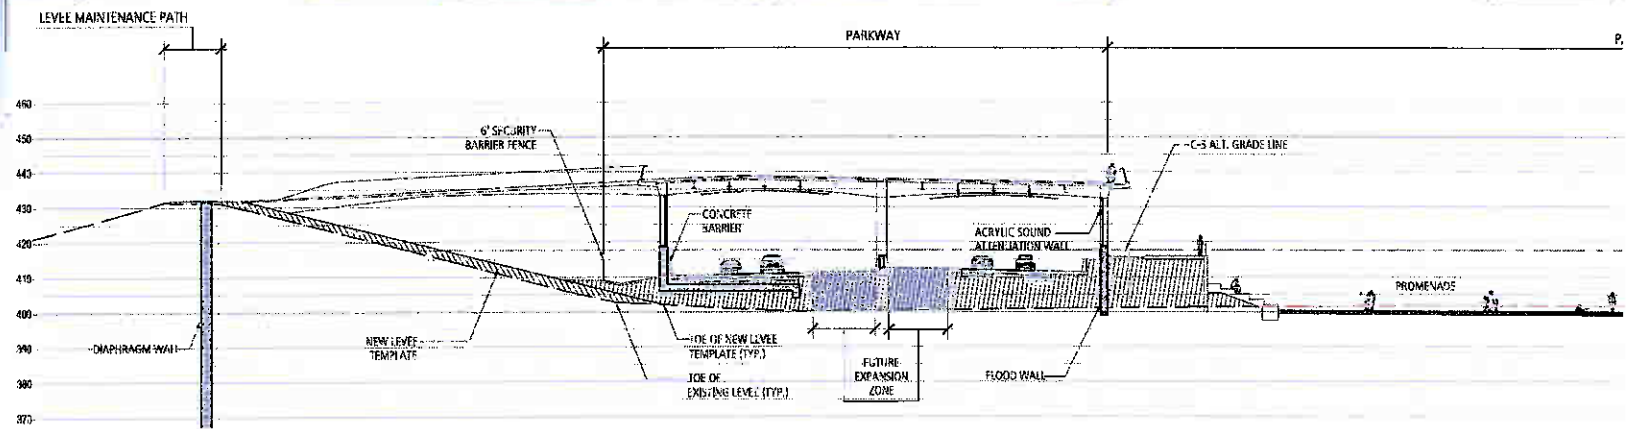 LEVEE MAINTENANCE PATH
PARKWAY
P.
460
450
440
430
420
410
400
390
380
370
6' SECURITY
BARRIER FENCE
C-3 ALT. GRADE LINE
CONCRETE
BARRIER
ACRYLIC SOUND
ATTENUATION WALL
PROMENADE
DIAPHRAGM WALL
NEW LEVEE
TEMPLATE
TOE OF NEW LEVEE
TEMPLATE (TYP.)
TOE OF
EXISTING LEVEE (TYP.)
FUTURE
EXPANSION
ZONE
FLOOD WALL